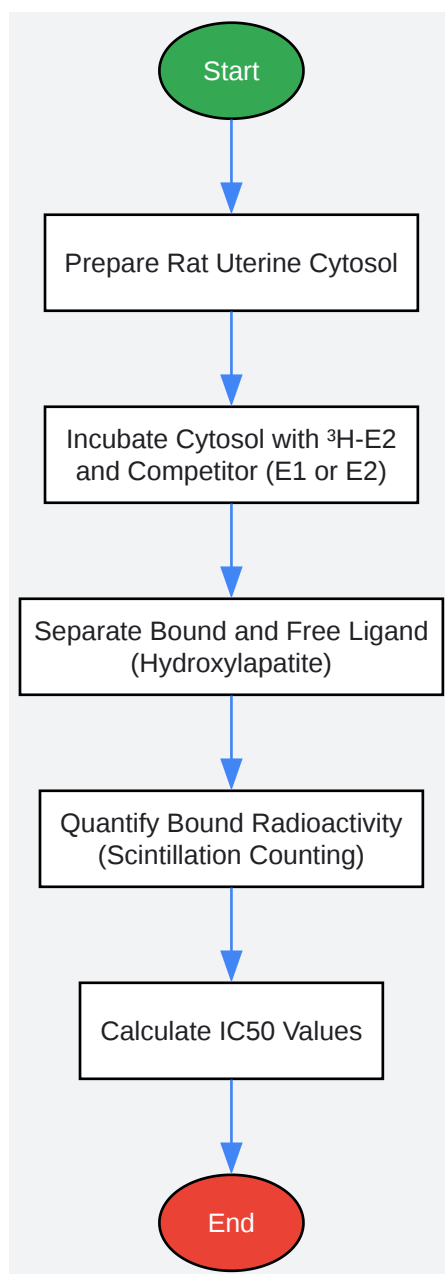 Start
Prepare Rat Uterine Cytosol
Incubate Cytosol with ³H-E2
and Competitor (E1 or E2)
Separate Bound and Free Ligand
(Hydroxylapatite)
Quantify Bound Radioactivity
(Scintillation Counting)
Calculate IC50 Values
End